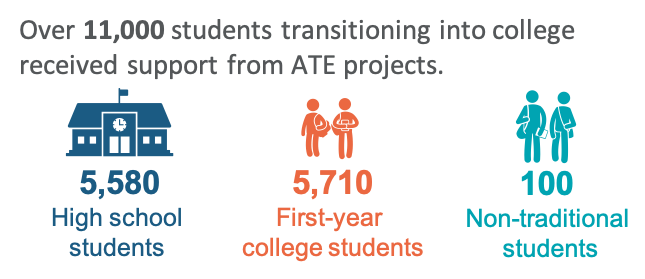 Over 11,000 students transitioning into college
received support from ATE projects.
5,580
High school
students
5,710
First-year
college students
100
Non-traditional
students